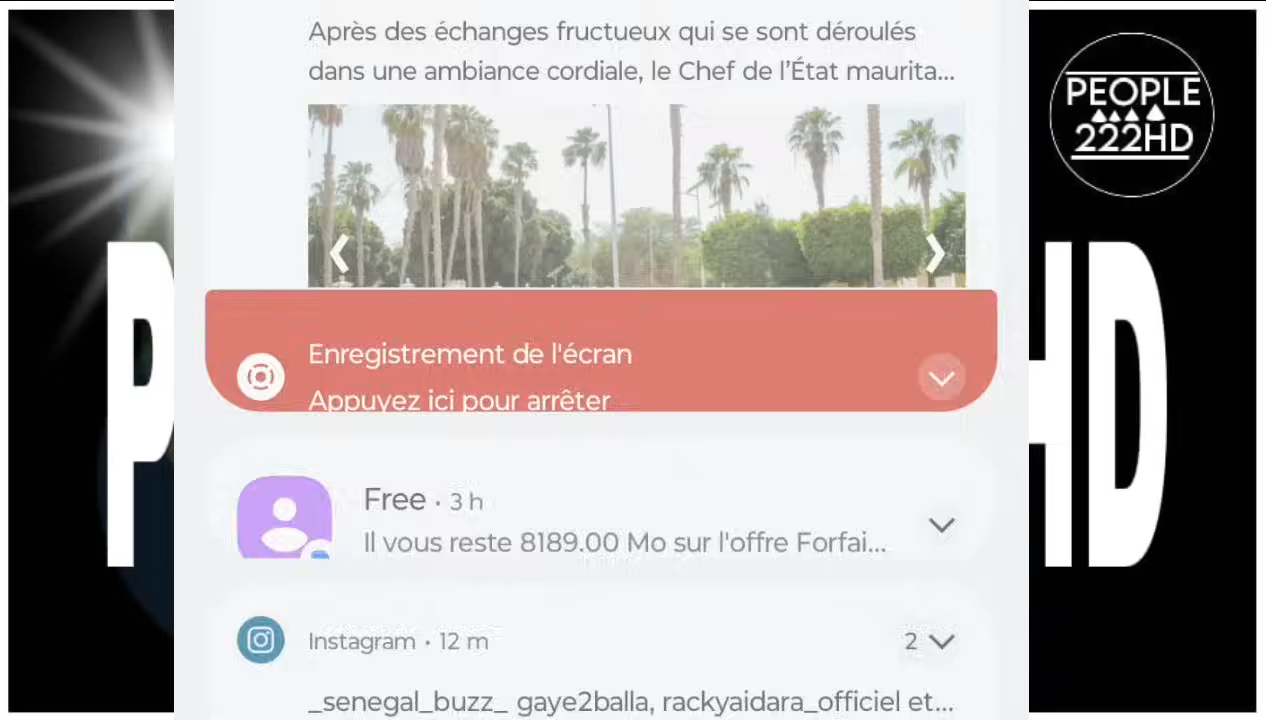 Après des échanges fructueux qui se sont déroulés
dans une ambiance cordiale, le Chef de l'État maurita...
PEOPLE
222HD
P
HD
Enregistrement de l'écran
Appuyez ici pour arrêter
Free · 3 h
Il vous reste 8189.00 Mo sur l'offre Forfai...
Instagram · 12 m
2
_senegal_buzz_ gaye2balla, rackyaidara_officiel et...